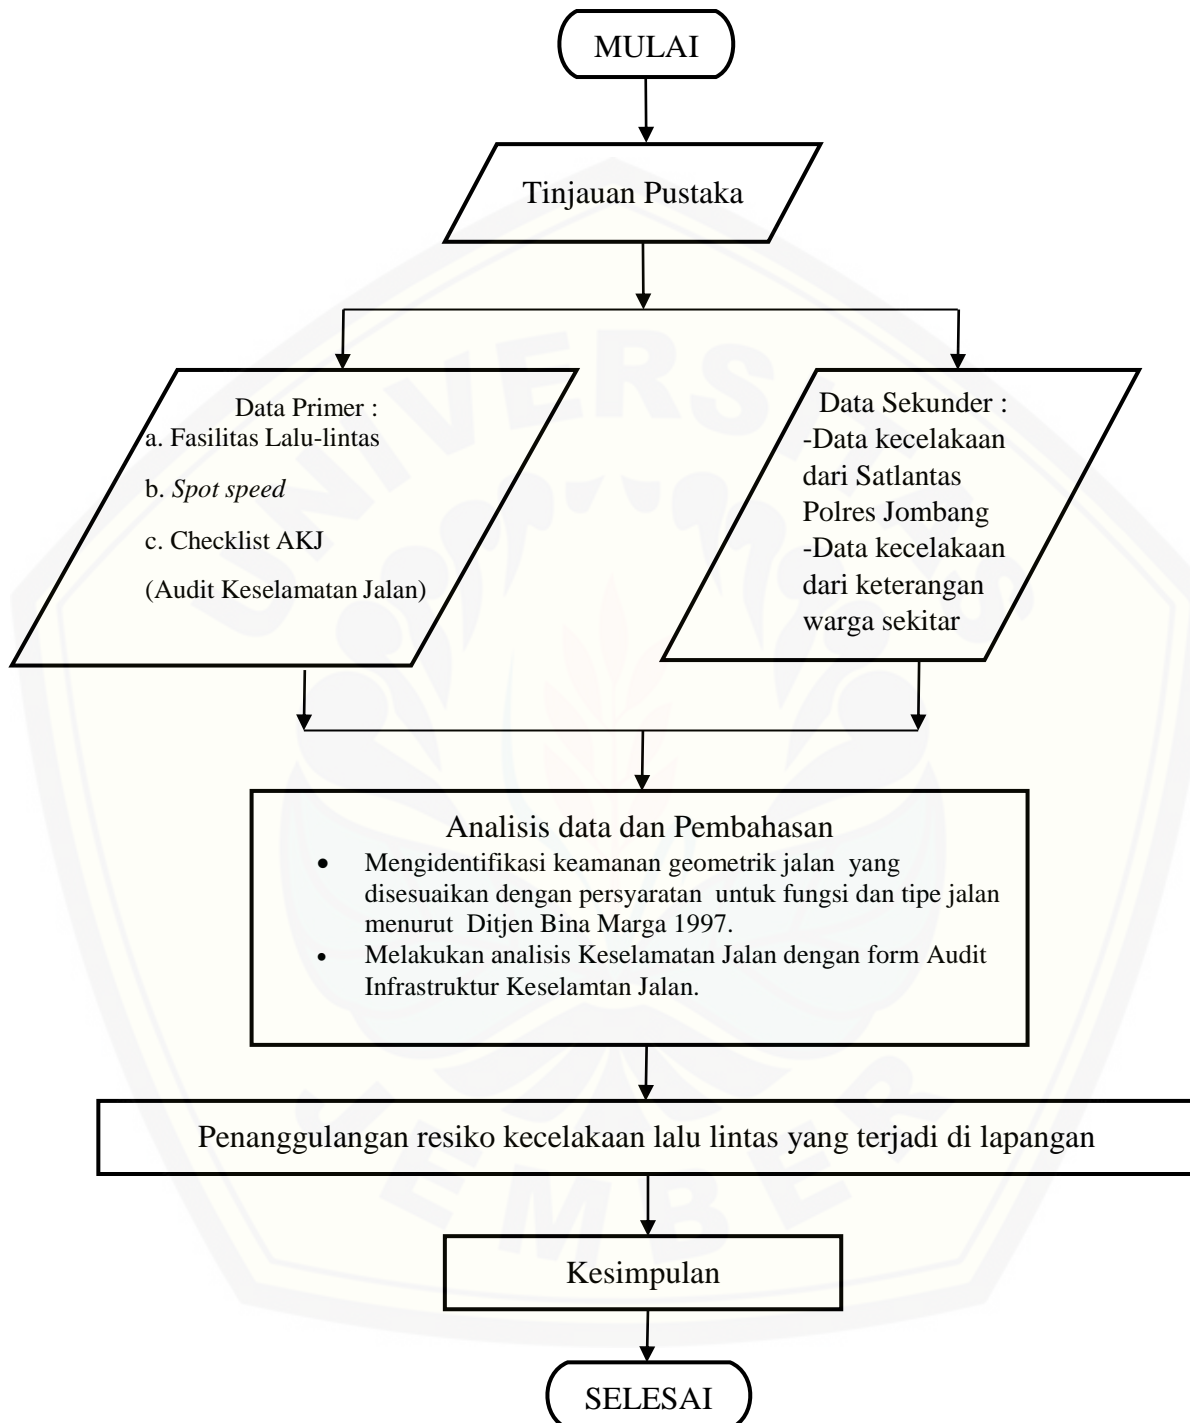 MULAI
Tinjauan Pustaka
Data Primer :
a. Fasilitas Lalu-lintas
b. Spot speed
c. Checklist AKJ
(Audit Keselamatan Jalan)
Data Sekunder :
-Data kecelakaan
dari Satlantas
Polres Jombang
-Data kecelakaan
dari keterangan
warga sekitar
Analisis data dan Pembahasan
• Mengidentifikasi keamanan geometrik jalan yang
disesuaikan dengan persyaratan untuk fungsi dan tipe jalan
menurut Ditjen Bina Marga 1997.
• Melakukan analisis Keselamatan Jalan dengan form Audit
Infrastruktur Keselamtan Jalan.
Penanggulangan resiko kecelakaan lalu lintas yang terjadi di lapangan
Kesimpulan
SELESAI
UNIVERSITAS
JEMBER